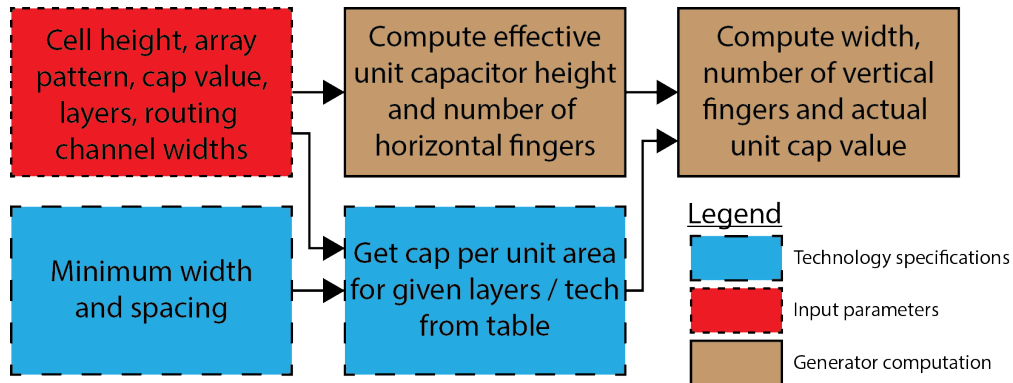 Cell height, array
pattern, cap value,
layers, routing
channel widths
Compute effective
unit capacitor height
and number of
horizontal fingers
Compute width,
number of vertical
fingers and actual
unit cap value
Minimum width
and spacing
Get cap per unit area
for given layers / tech
from table
Legend
Technology specifications
Input parameters
Generator computation